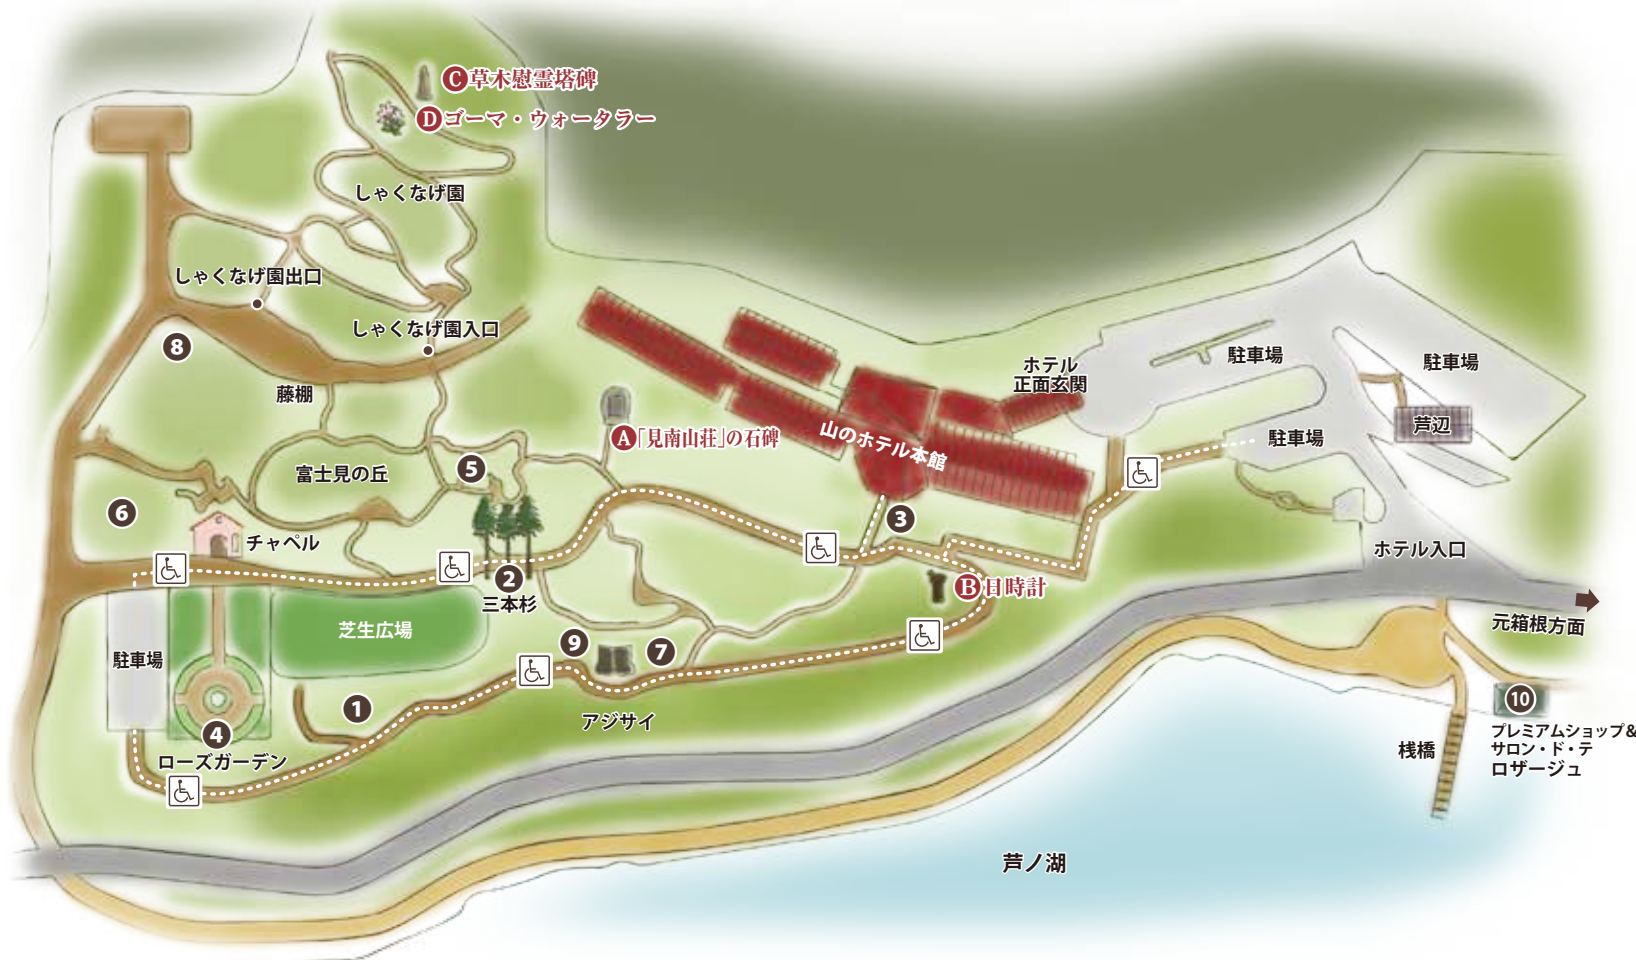 C 草木慰霊塔碑
D ゴーマ・ウォータラー
しゃくなげ園
しゃくなげ園出口
しゃくなげ園入口
8
藤棚
A 「見南山荘」の石碑
5
富士見の丘
6
チャペル
2
三本杉
山のホテル本館
3
ホテル
正面玄関
駐車場
駐車場
駐車場
芦辺
ホテル入口
B 日時計
元箱根方面
芝生広場
駐車場
9
7
1
アジサイ
4
ローズガーデン
10
プレミアムショップ&
サロン・ド・テ
ロザージュ
桟橋
芦ノ湖